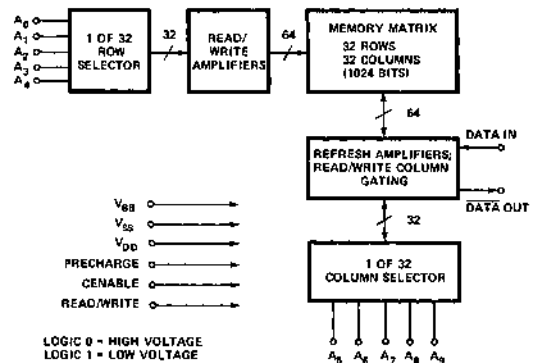 A0
A1
A2
A3
A4
1 OF 32
ROW
SELECTOR
32
READ/
WRITE
AMPLIFIERS
64
MEMORY MATRIX
32 ROWS
32 COLUMNS
(1024 BITS)
64
DATA IN
REFRESH AMPLIFIERS;
READ/WRITE COLUMN
GATING
DATA OUT
32
1 OF 32
COLUMN SELECTOR
A5 A6 A7 A8 A9
VBB
VSS
VDD
PRECHARGE
CENABLE
READ/WRITE
LOGIC 0 = HIGH VOLTAGE
LOGIC 1 = LOW VOLTAGE